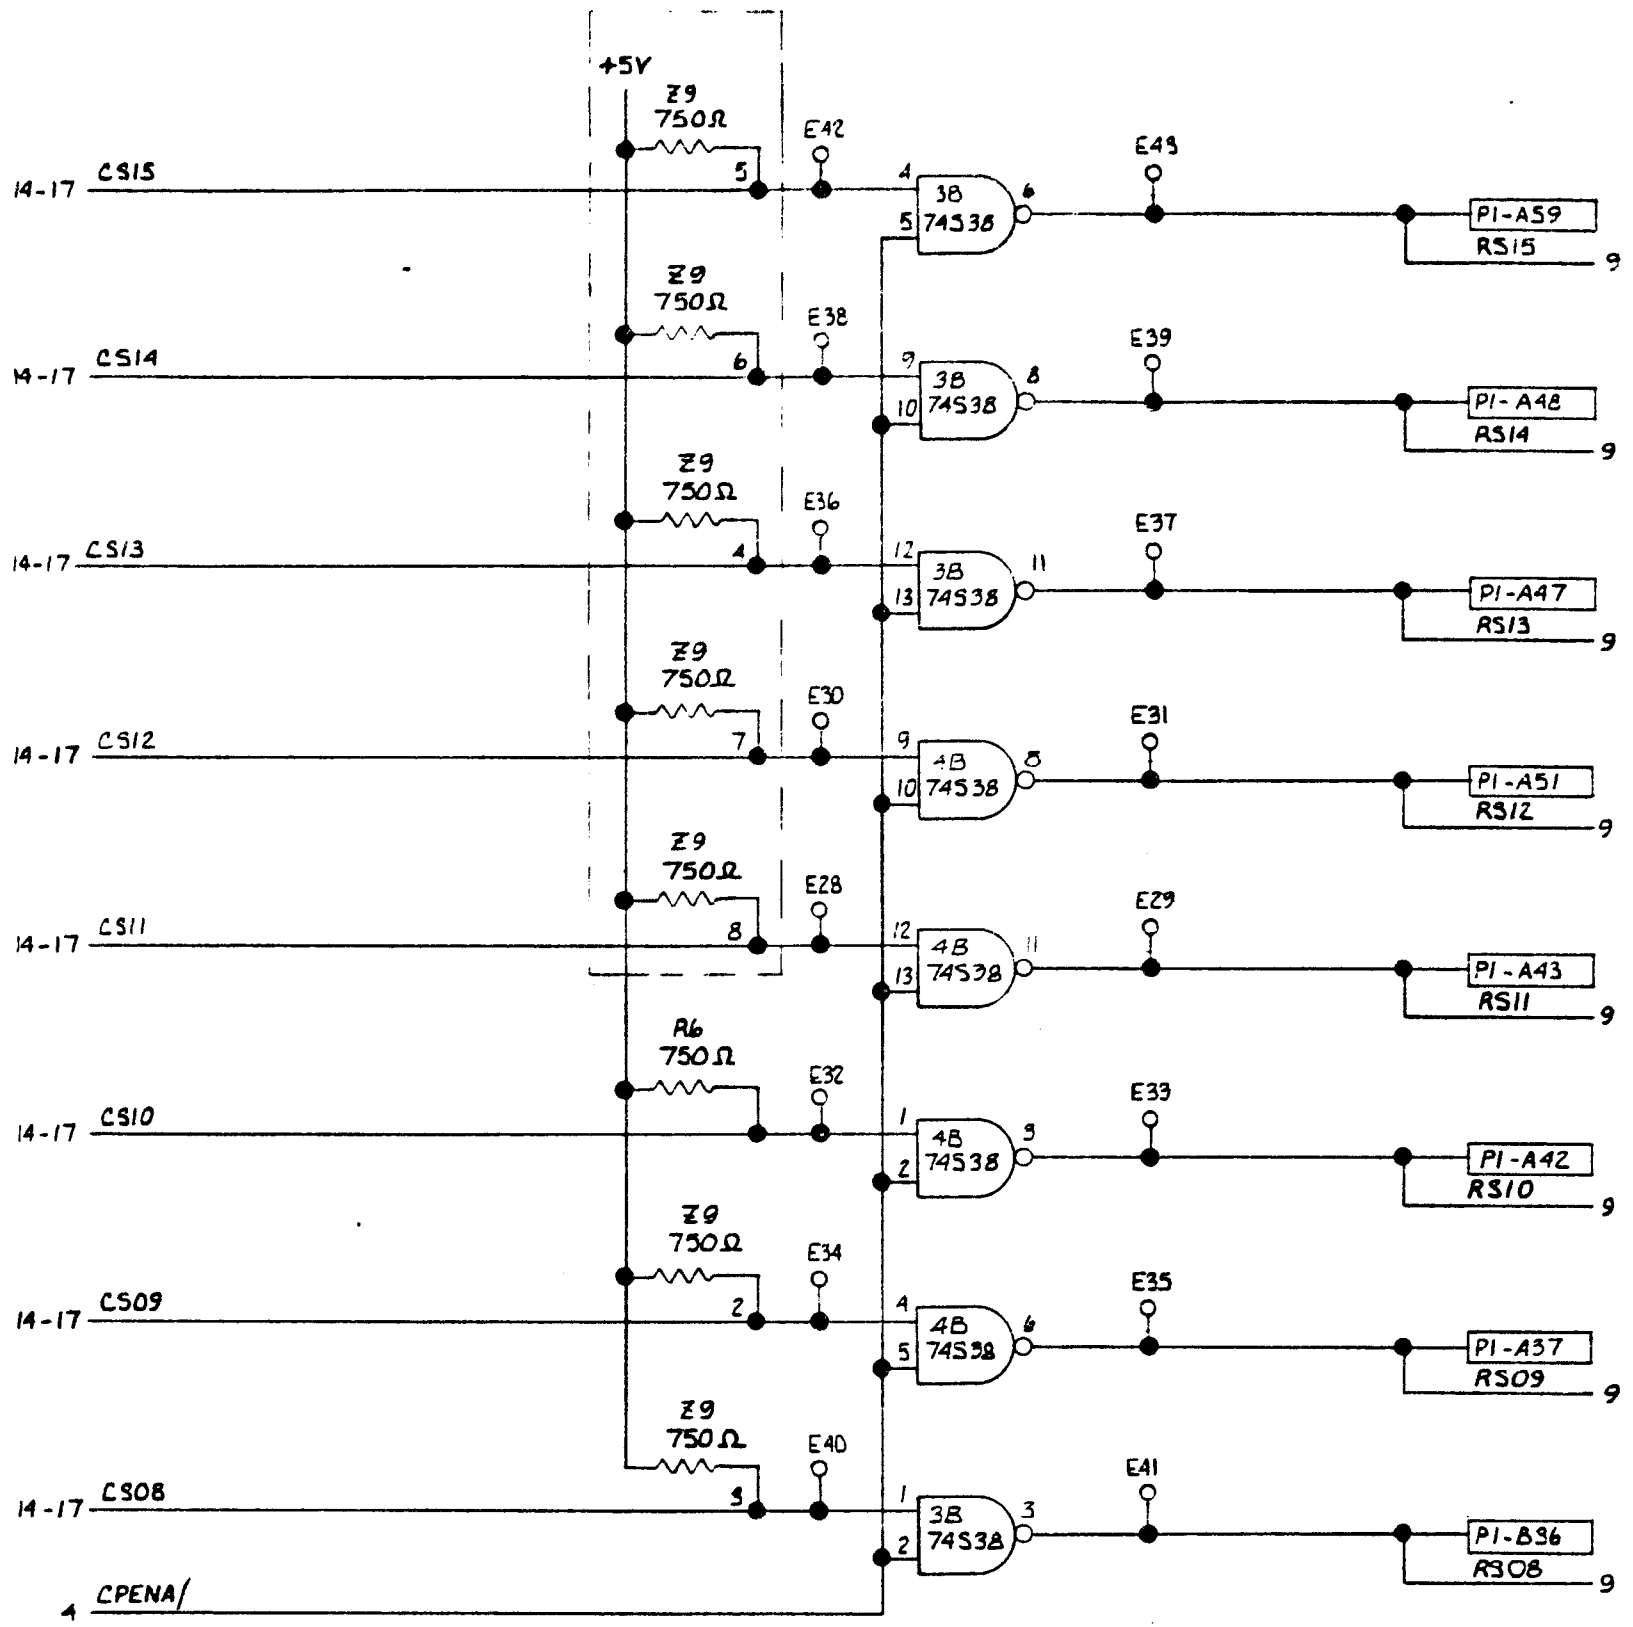 +5V
Z9
750Ω
E42
E43
14-17 CS15 5 4 3B 6
5 74S38
P1-A59
RS15
9
Z9
750Ω
E38
E39
14-17 CS14 6 9 3B 8
10 74S38
P1-A48
RS14
9
Z9
750Ω
E36
E37
14-17 CS13 4 12 3B 11
13 74S38
P1-A47
RS13
9
Z9
750Ω
E30
E31
14-17 CS12 7 9 4B 8
10 74S38
P1-A51
RS12
9
Z9
750Ω
E28
E29
14-17 CS11 8 12 4B 11
13 74S38
P1-A43
RS11
9
R6
750Ω
E32
E33
14-17 CS10 1 4B 3
2 74S38
P1-A42
RS10
9
Z9
750Ω
E34
E35
14-17 CS09 2 4 4B 6
5 74S38
P1-A37
RS09
9
Z9
750Ω
E40
E41
14-17 CS08 3 1 3B 3
2 74S38
P1-B36
RS08
9
4 CPENA/